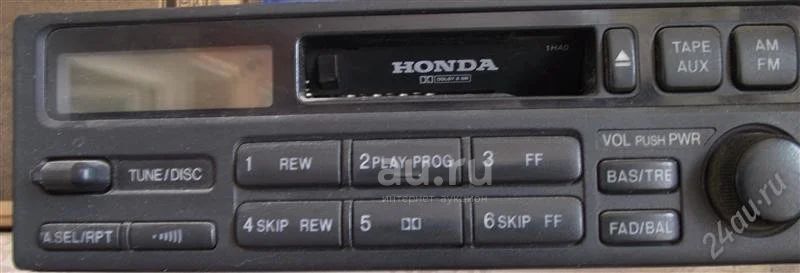 HONDA
1HA0
DOLBY B NR
TAPE
AUX
AM
FM
VOL PUSH PWR
TUNE/DISC
1 REW
2 PLAY PROG
3 FF
BAS/TRE
A.SEL/RPT
4 SKIP REW
5
6 SKIP FF
FAD/BAL
au.ru
интернет аукцион
24au.ru